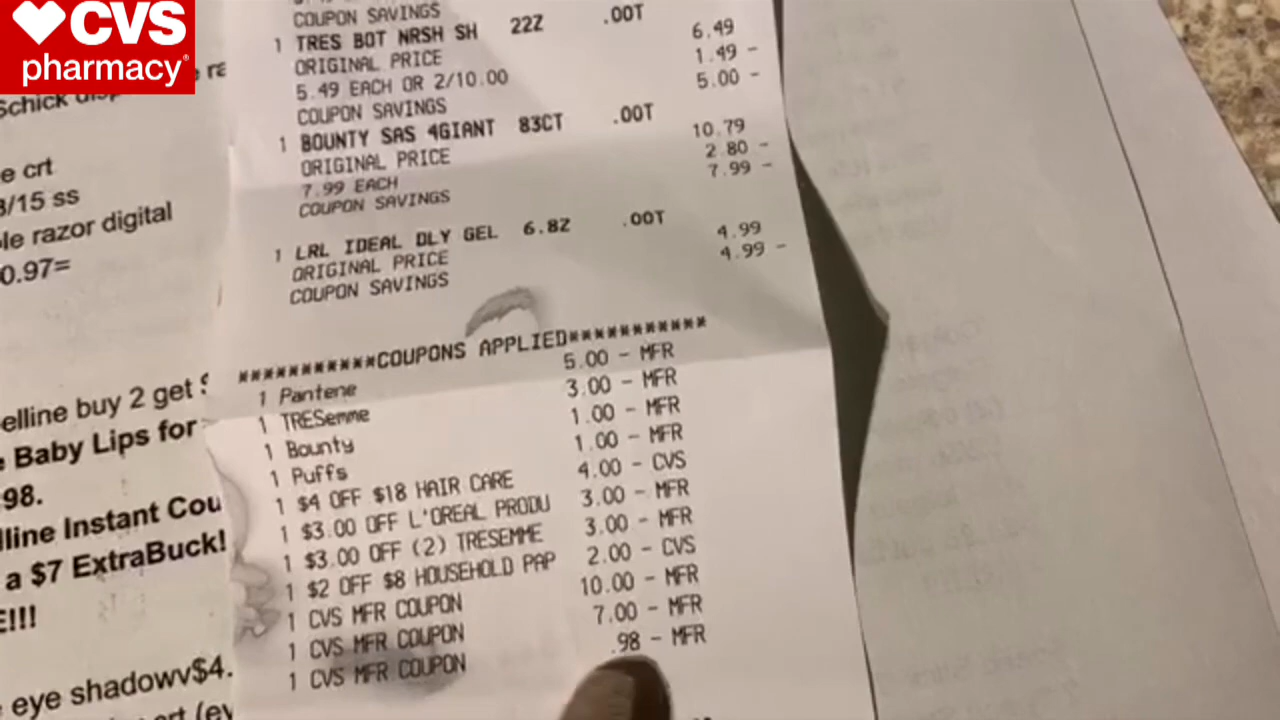 CVS
pharmacy®
COUPON SAVINGS
1 TRES BOT NRSH SH 22Z .00T
ORIGINAL PRICE 6.49
5.49 EACH OR 2/10.00 1.49 -
COUPON SAVINGS 5.00 -
1 BOUNTY SAS 4GIANT 83CT .00T
ORIGINAL PRICE 10.79
7.99 EACH 2.80 -
COUPON SAVINGS 7.99 -
1 LRL IDEAL DLY GEL 6.8Z .00T
ORIGINAL PRICE 4.99
COUPON SAVINGS 4.99 -
***********COUPONS APPLIED***********
1 Pantene 5.00 - MFR
1 TRESemme 3.00 - MFR
1 Bounty 1.00 - MFR
1 Puffs 1.00 - MFR
1 $4 OFF $18 HAIR CARE 4.00 - CVS
1 $3.00 OFF L'OREAL PRODU 3.00 - MFR
1 $3.00 OFF (2) TRESEMME 3.00 - MFR
1 $2 OFF $8 HOUSEHOLD PAP 2.00 - CVS
1 CVS MFR COUPON 10.00 - MFR
1 CVS MFR COUPON 7.00 - MFR
1 CVS MFR COUPON .98 - MFR
Schick
e crt
/15 ss
le razor digital
0.97=
elline buy 2 get
Baby Lips for
98.
lline Instant Cou
a $7 ExtraBuck!
E!!!
eye shadowv$4.